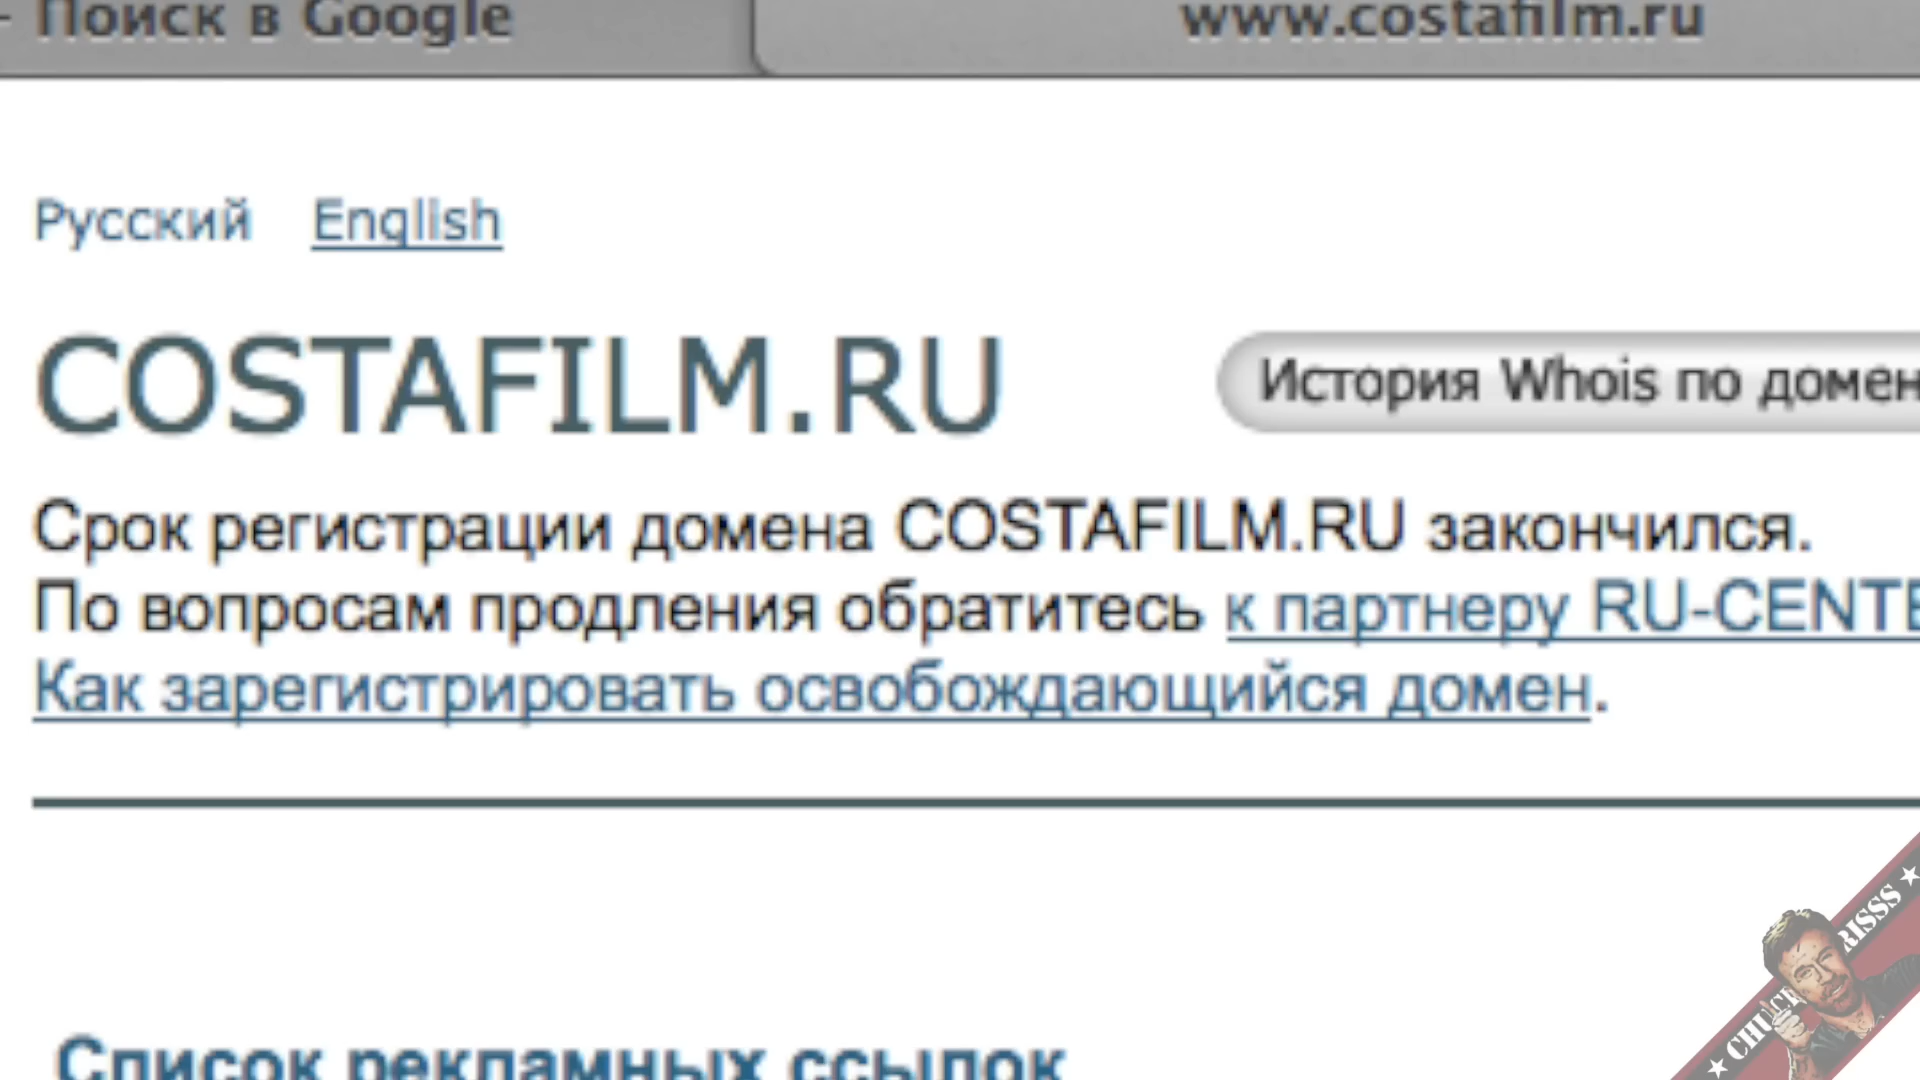 - Поиск в Google
www.costafilm.ru
Русский English
COSTAFILM.RU
История Whois по домен
Срок регистрации домена COSTAFILM.RU закончился.
По вопросам продления обратитесь к партнеру RU-CENTE
Как зарегистрировать освобождающийся домен.
Список рекламных ссылок